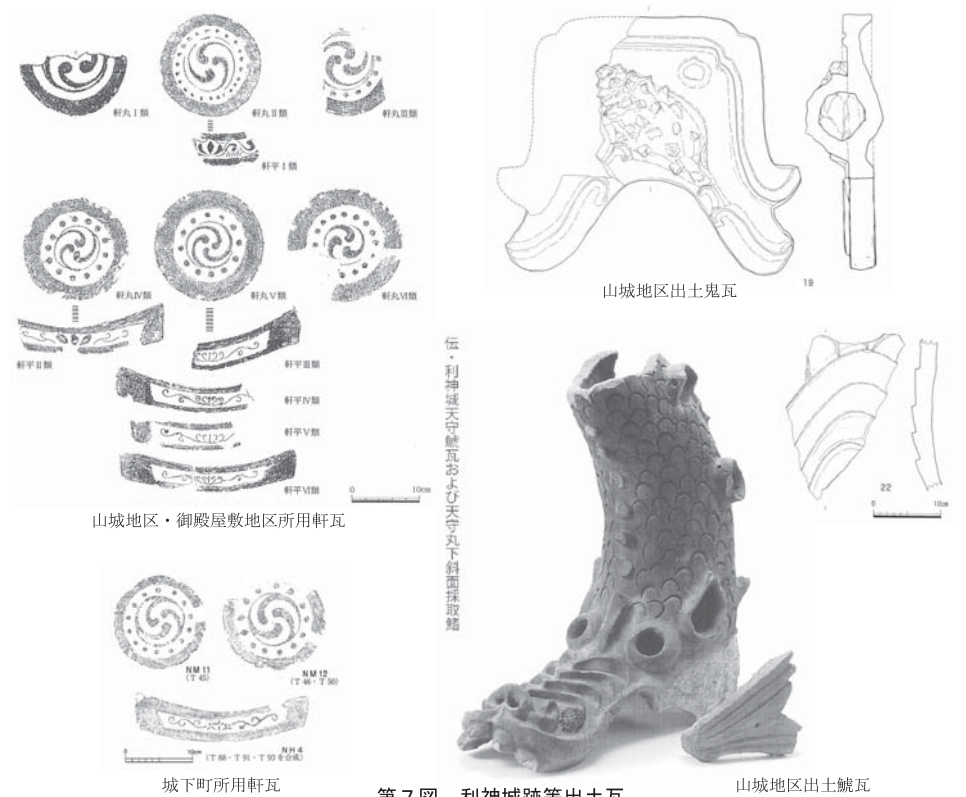 軒丸Ⅰ類
軒丸Ⅱ類
軒丸Ⅲ類
軒平Ⅰ類
軒丸Ⅳ類
軒丸Ⅴ類
軒丸Ⅵ類
軒平Ⅱ類
軒平Ⅲ類
軒平Ⅳ類
軒平Ⅴ類
軒平Ⅵ類
0 10cm
山城地区・御殿屋敷地区所用軒瓦
NM11
(T45)
NM12
(T46・T50)
NH4
(T88・T91・T93を合成)
0 10cm
城下町所用軒瓦
19
山城地区出土鬼瓦
伝・利神城天守鯱瓦および天守丸下斜面採取鰭
22
0 10cm
山城地区出土鯱瓦
第7図 利神城跡等出土瓦